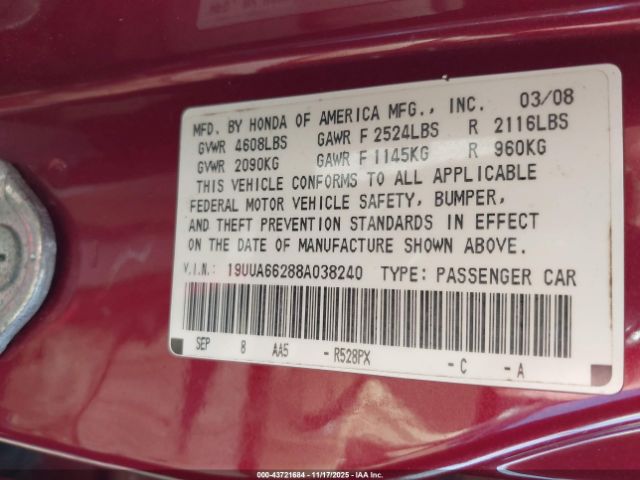 MFD. BY HONDA OF AMERICA MFG., INC. 03/08
GVWR 4608LBS GAWR F 2524LBS R 2116LBS
GVWR 2090KG GAWR F 1145KG R 960KG
THIS VEHICLE CONFORMS TO ALL APPLICABLE
FEDERAL MOTOR VEHICLE SAFETY, BUMPER,
AND THEFT PREVENTION STANDARDS IN EFFECT
ON THE DATE OF MANUFACTURE SHOWN ABOVE.
V.I.N.: 19UUA66288A038240 TYPE: PASSENGER CAR
SEP 8 AA5 - R528PX - C - A
000-43721684 - 11/17/2025 - IAA Inc.